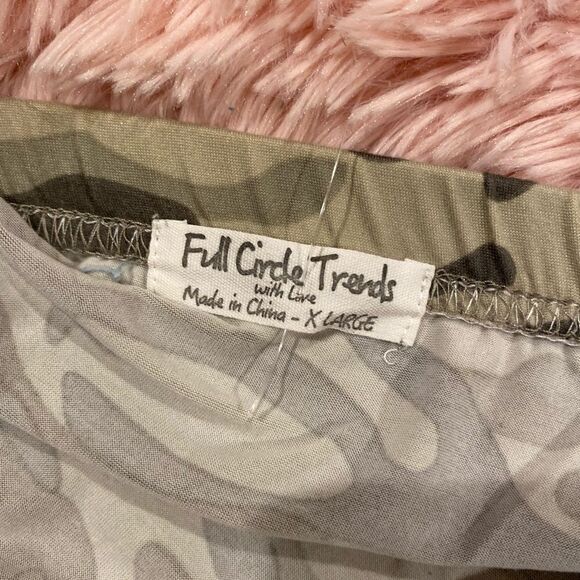 Full Circle Trends
with Love
Made in China - X LARGE